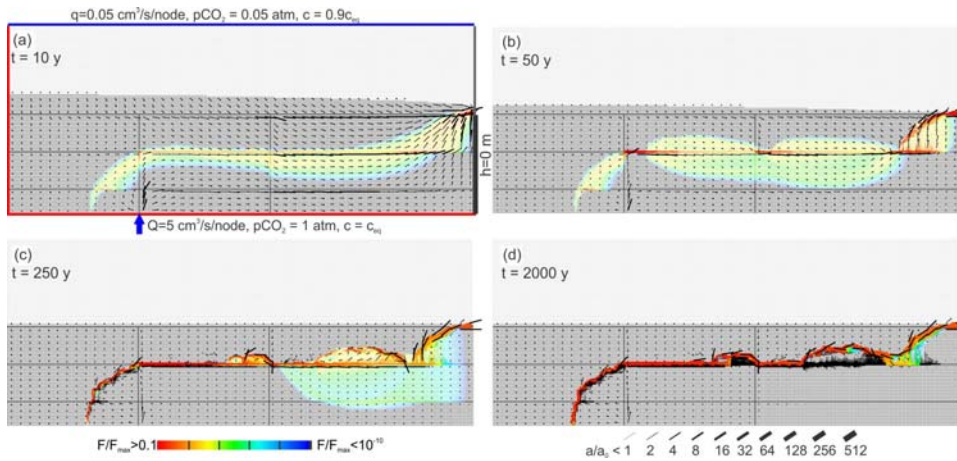 q=0.05 cm³/s/node, pCO₂ = 0.05 atm, c = 0.9c_eq
(a)
t = 10 y
h=0 m
Q=5 cm³/s/node, pCO₂ = 1 atm, c = c_eq
(b)
t = 50 y
(c)
t = 250 y
(d)
t = 2000 y
F/F_max>0.1
F/F_max<10⁻¹⁰
a/a₀ < 1 2 4 8 16 32 64 128 256 512